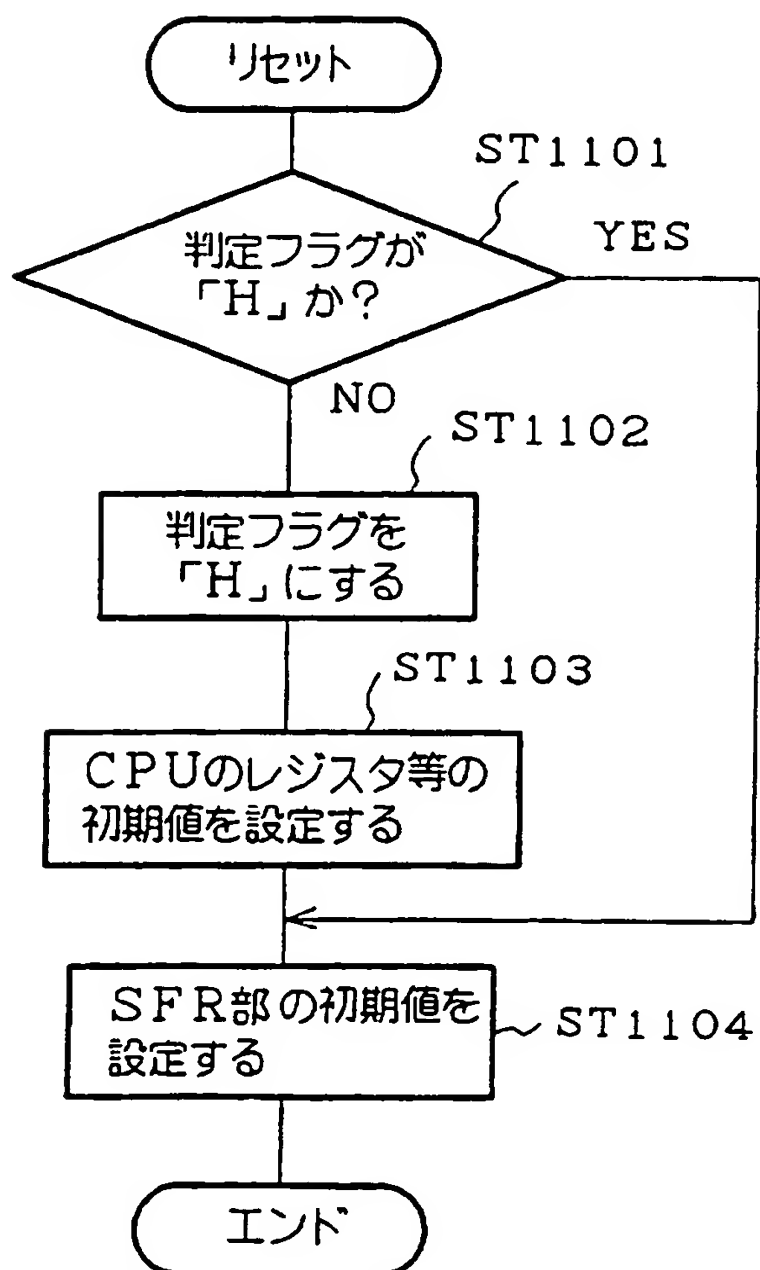 リセット
ST1101
判定フラグが
「H」か?
YES
NO
ST1102
判定フラグを
「H」にする
ST1103
CPUのレジスタ等の
初期値を設定する
SFR部の初期値を
設定する
ST1104
エンド